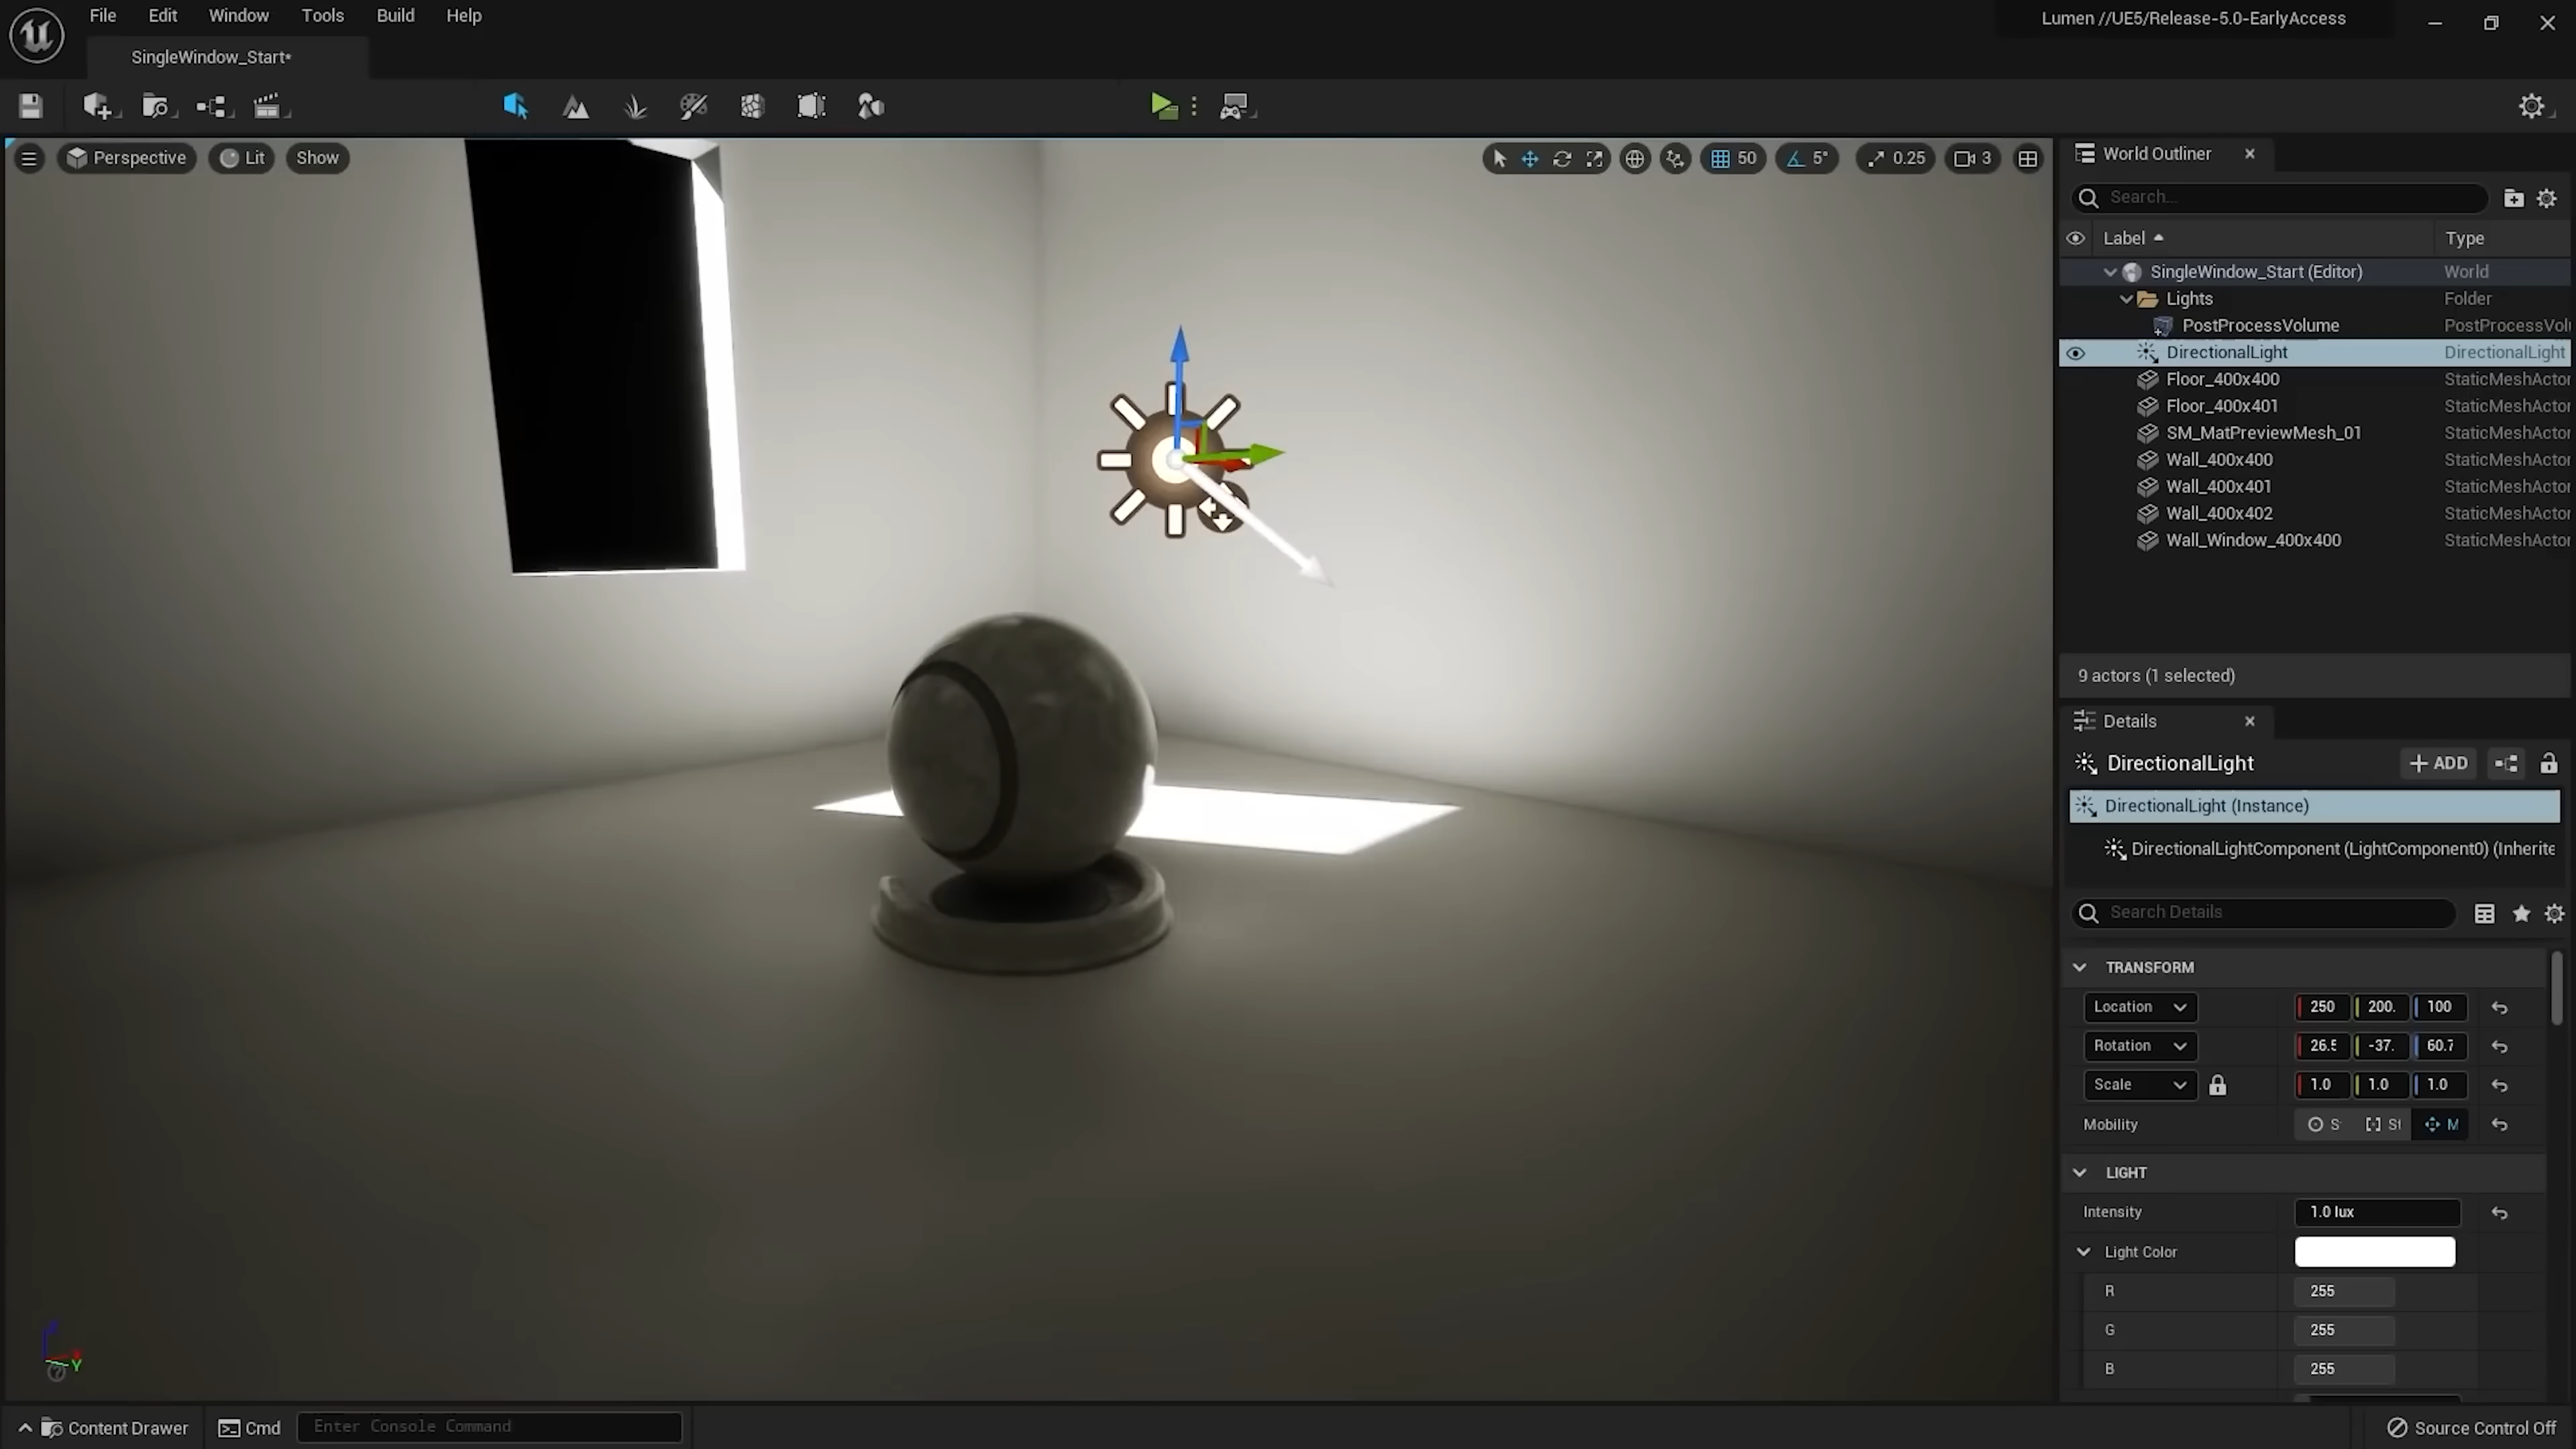 File Edit Window Tools Build Help
Lumen //UE5/Release-5.0-EarlyAccess
SingleWindow_Start*
Perspective Lit Show
50 5° 0.25 3
World Outliner
Search...
Label Type
SingleWindow_Start (Editor) World
Lights Folder
PostProcessVolume PostProcessVolu
DirectionalLight DirectionalLight
Floor_400x400 StaticMeshActor
Floor_400x401 StaticMeshActor
SM_MatPreviewMesh_01 StaticMeshActor
Wall_400x400 StaticMeshActor
Wall_400x401 StaticMeshActor
Wall_400x402 StaticMeshActor
Wall_Window_400x400 StaticMeshActor
9 actors (1 selected)
Details
DirectionalLight + ADD
DirectionalLight (Instance)
DirectionalLightComponent (LightComponent0) (Inherite
Search Details
TRANSFORM
Location 250 200. 100
Rotation 26.5 -37. 60.7
Scale 1.0 1.0 1.0
Mobility S St M
LIGHT
Intensity 1.0 lux
Light Color
R 255
G 255
B 255
Y
Content Drawer Cmd Enter Console Command Source Control Off